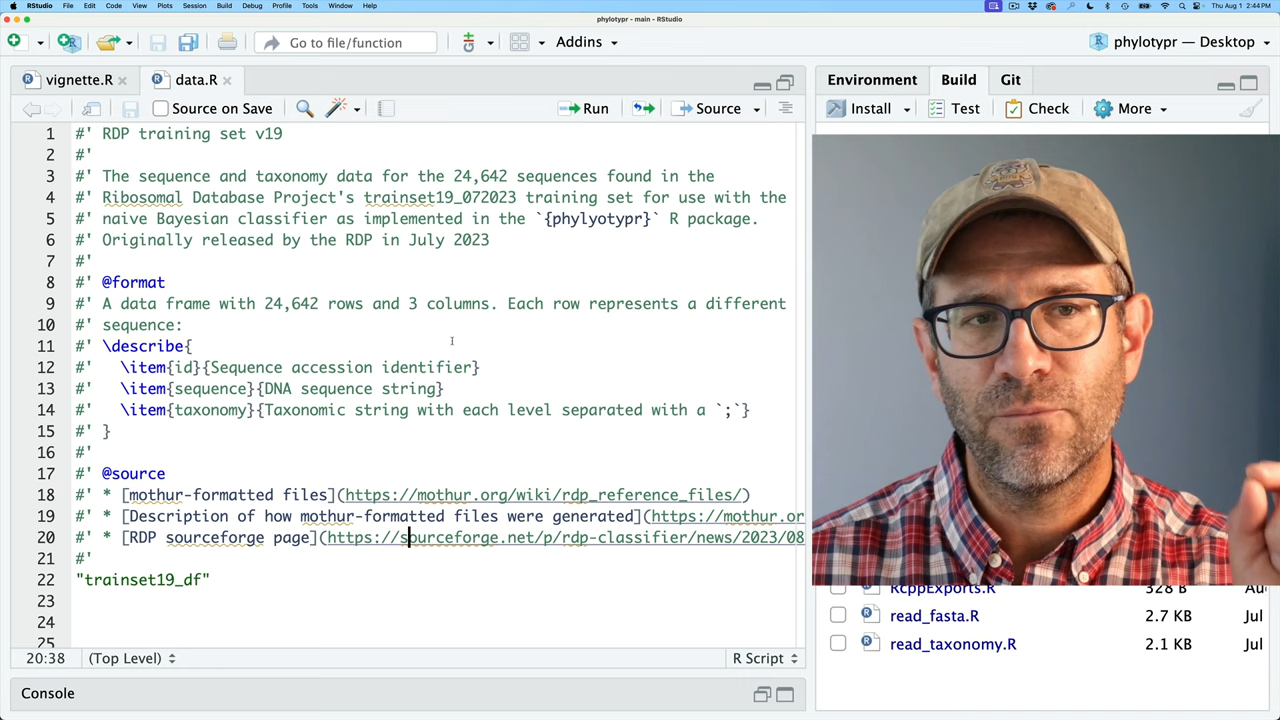 RStudio File Edit Code View Plots Session Build Debug Profile Tools Window Help Thu Aug 1 2:44 PM
phylotypr - main - RStudio
Go to file/function Addins phylotypr — Desktop
vignette.R data.R
Environment Build Git
Source on Save Run Source
Install Test Check More
1 #' RDP training set v19
2 #'
3 #' The sequence and taxonomy data for the 24,642 sequences found in the
4 #' Ribosomal Database Project's trainset19_072023 training set for use with the
5 #' naive Bayesian classifier as implemented in the `{phylyotypr}` R package.
6 #' Originally released by the RDP in July 2023
7 #'
8 #' @format
9 #' A data frame with 24,642 rows and 3 columns. Each row represents a different
10 #' sequence:
11 #' \describe{
12 #'   \item{id}{Sequence accession identifier}
13 #'   \item{sequence}{DNA sequence string}
14 #'   \item{taxonomy}{Taxonomic string with each level separated with a `;`}
15 #' }
16 #'
17 #' @source
18 #' * [mothur-formatted files](https://mothur.org/wiki/rdp_reference_files/)
19 #' * [Description of how mothur-formatted files were generated](https://mothur.or
20 #' * [RDP sourceforge page](https://sourceforge.net/p/rdp-classifier/news/2023/08
21 #'
22 "trainset19_df"
23
24
25
RcppExports.R 328 B Au
read_fasta.R 2.7 KB Jul
read_taxonomy.R 2.1 KB Jul
20:38 (Top Level) R Script
Console